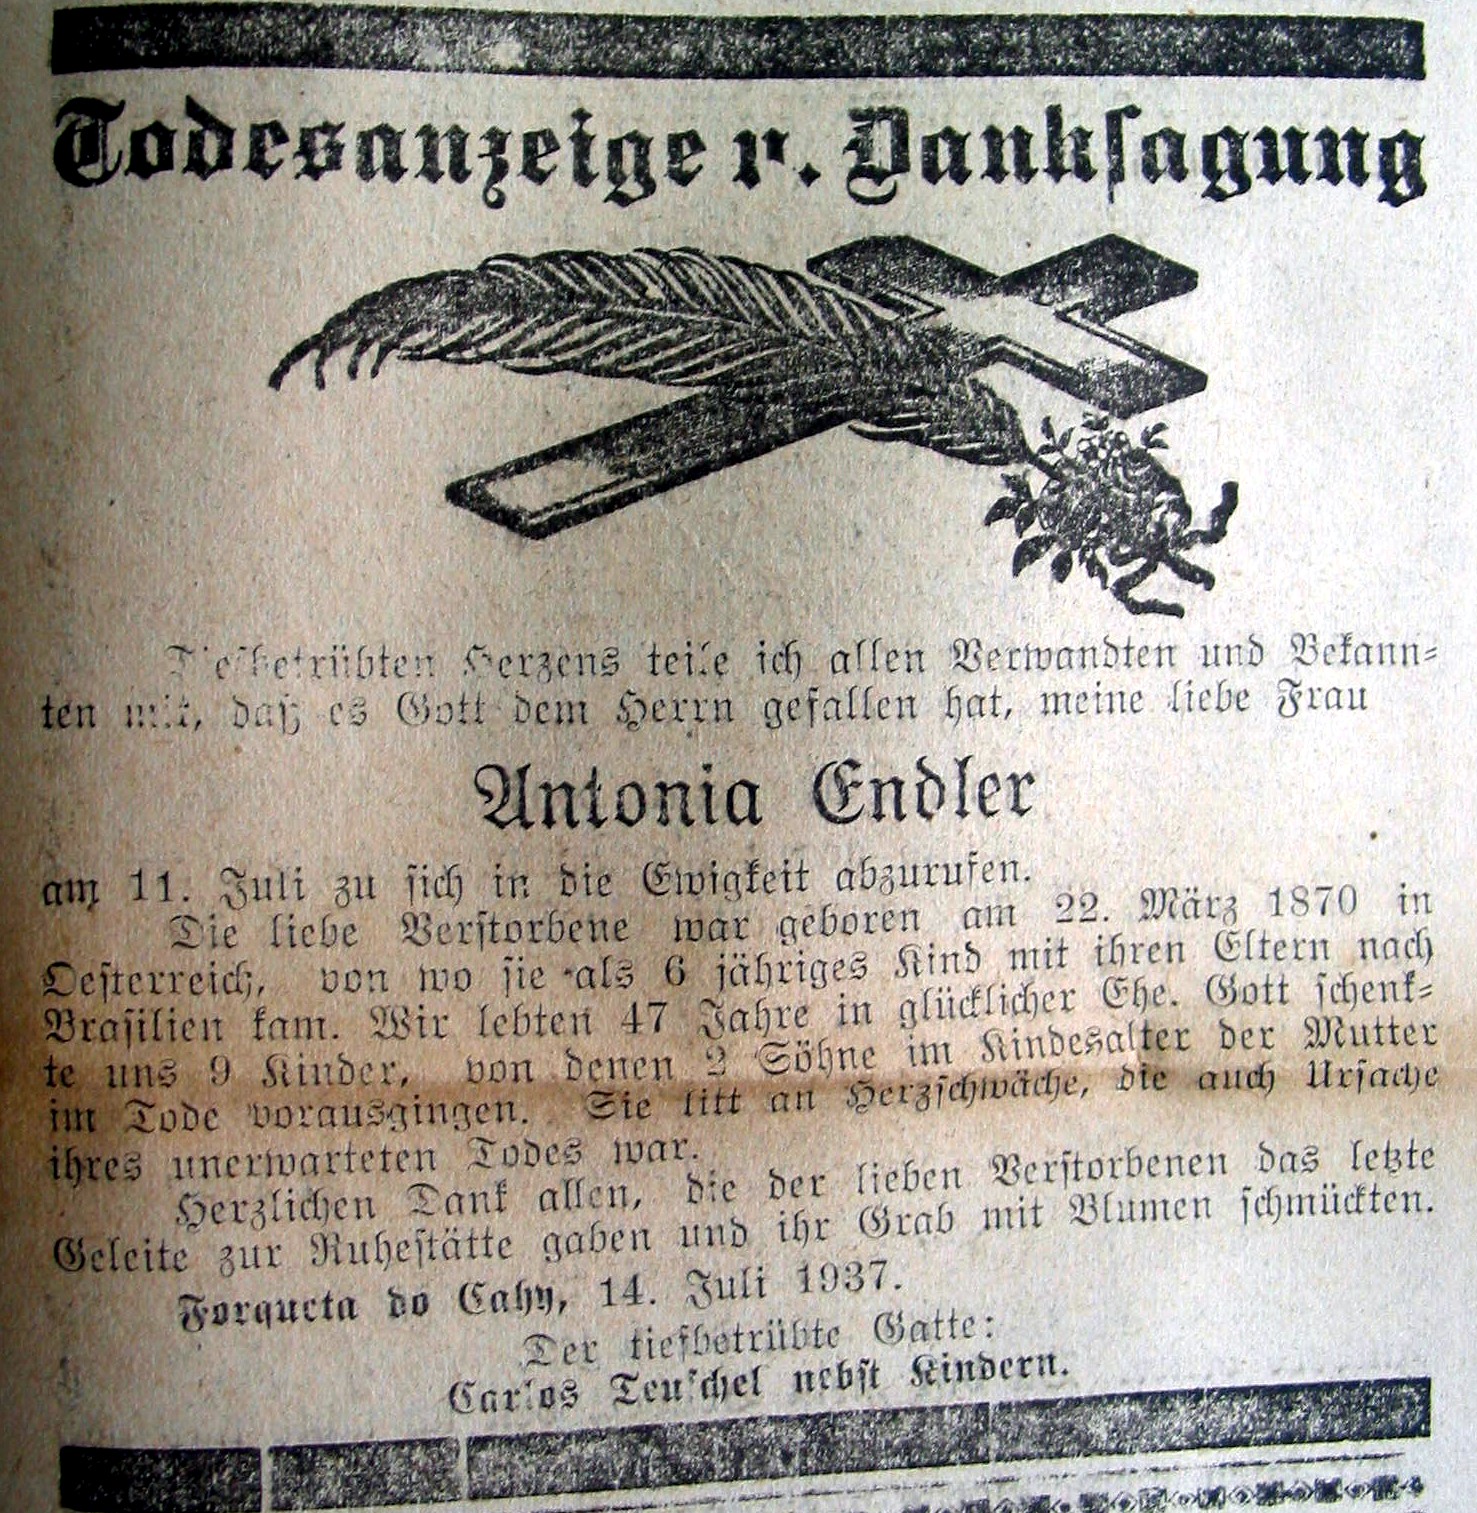 Todesanzeige v. Danksagung
Tiefbetrübten Herzens teile ich allen Verwandten und Bekann-
ten mit, daß es Gott dem Herrn gefallen hat, meine liebe Frau
Antonia Endler
am 11. Juli zu sich in die Ewigkeit abzurufen.
Die liebe Verstorbene war geboren am 22. März 1870 in
Oesterreich, von wo sie als 6 jähriges Kind mit ihren Eltern nach
Brasilien kam. Wir lebten 47 Jahre in glücklicher Ehe. Gott schenk-
te uns 9 Kinder, von denen 2 Söhne im Kindesalter der Mutter
im Tode vorausgingen. Sie litt an Herzschwäche, die auch Ursache
ihres unerwarteten Todes war.
Herzlichen Dank allen, die der lieben Verstorbenen das letzte
Geleite zur Ruhestätte gaben und ihr Grab mit Blumen schmückten.
Forqueta do Cahy, 14. Juli 1937.
Der tiefbetrübte Gatte:
Carlos Teuschel nebst Kindern.